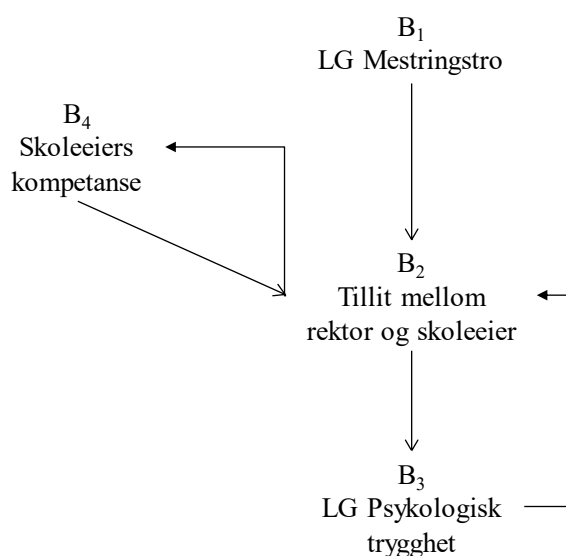 B₁
LG Mestringstro
B₄
Skoleeiers
kompetanse
B₂
Tillit mellom
rektor og skoleeier
B₃
LG Psykologisk
trygghet